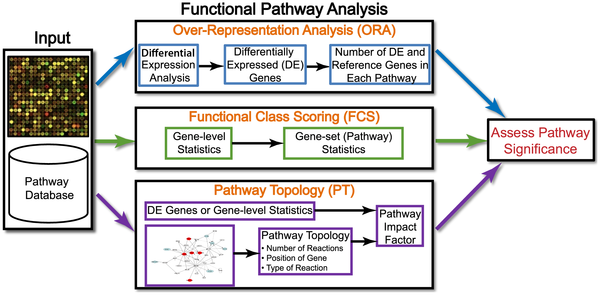 Functional Pathway Analysis
Input
Pathway
Database
Over-Representation Analysis (ORA)
Differential
Expression
Analysis
Differentially
Expressed (DE)
Genes
Number of DE and
Reference Genes in
Each Pathway
Functional Class Scoring (FCS)
Gene-level
Statistics
Gene-set (Pathway)
Statistics
Pathway Topology (PT)
DE Genes or Gene-level Statistics
Pathway Topology
• Number of Reactions
• Position of Gene
• Type of Reaction
Pathway
Impact
Factor
Assess Pathway
Significance